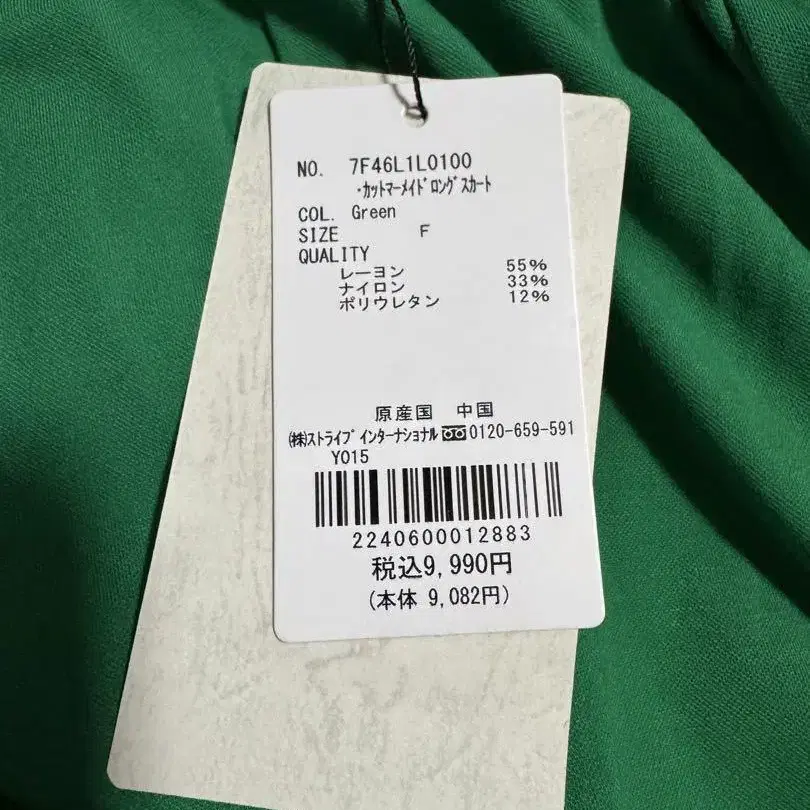 NO. 7F46L1L0100
・カットマーメイドロングスカート
COL. Green
SIZE F
QUALITY
レーヨン 55%
ナイロン 33%
ポリウレタン 12%
原産国 中国
㈱ストライプインターナショナル 0120-659-591
Y015
2240600012883
税込9,990円
(本体 9,082円)